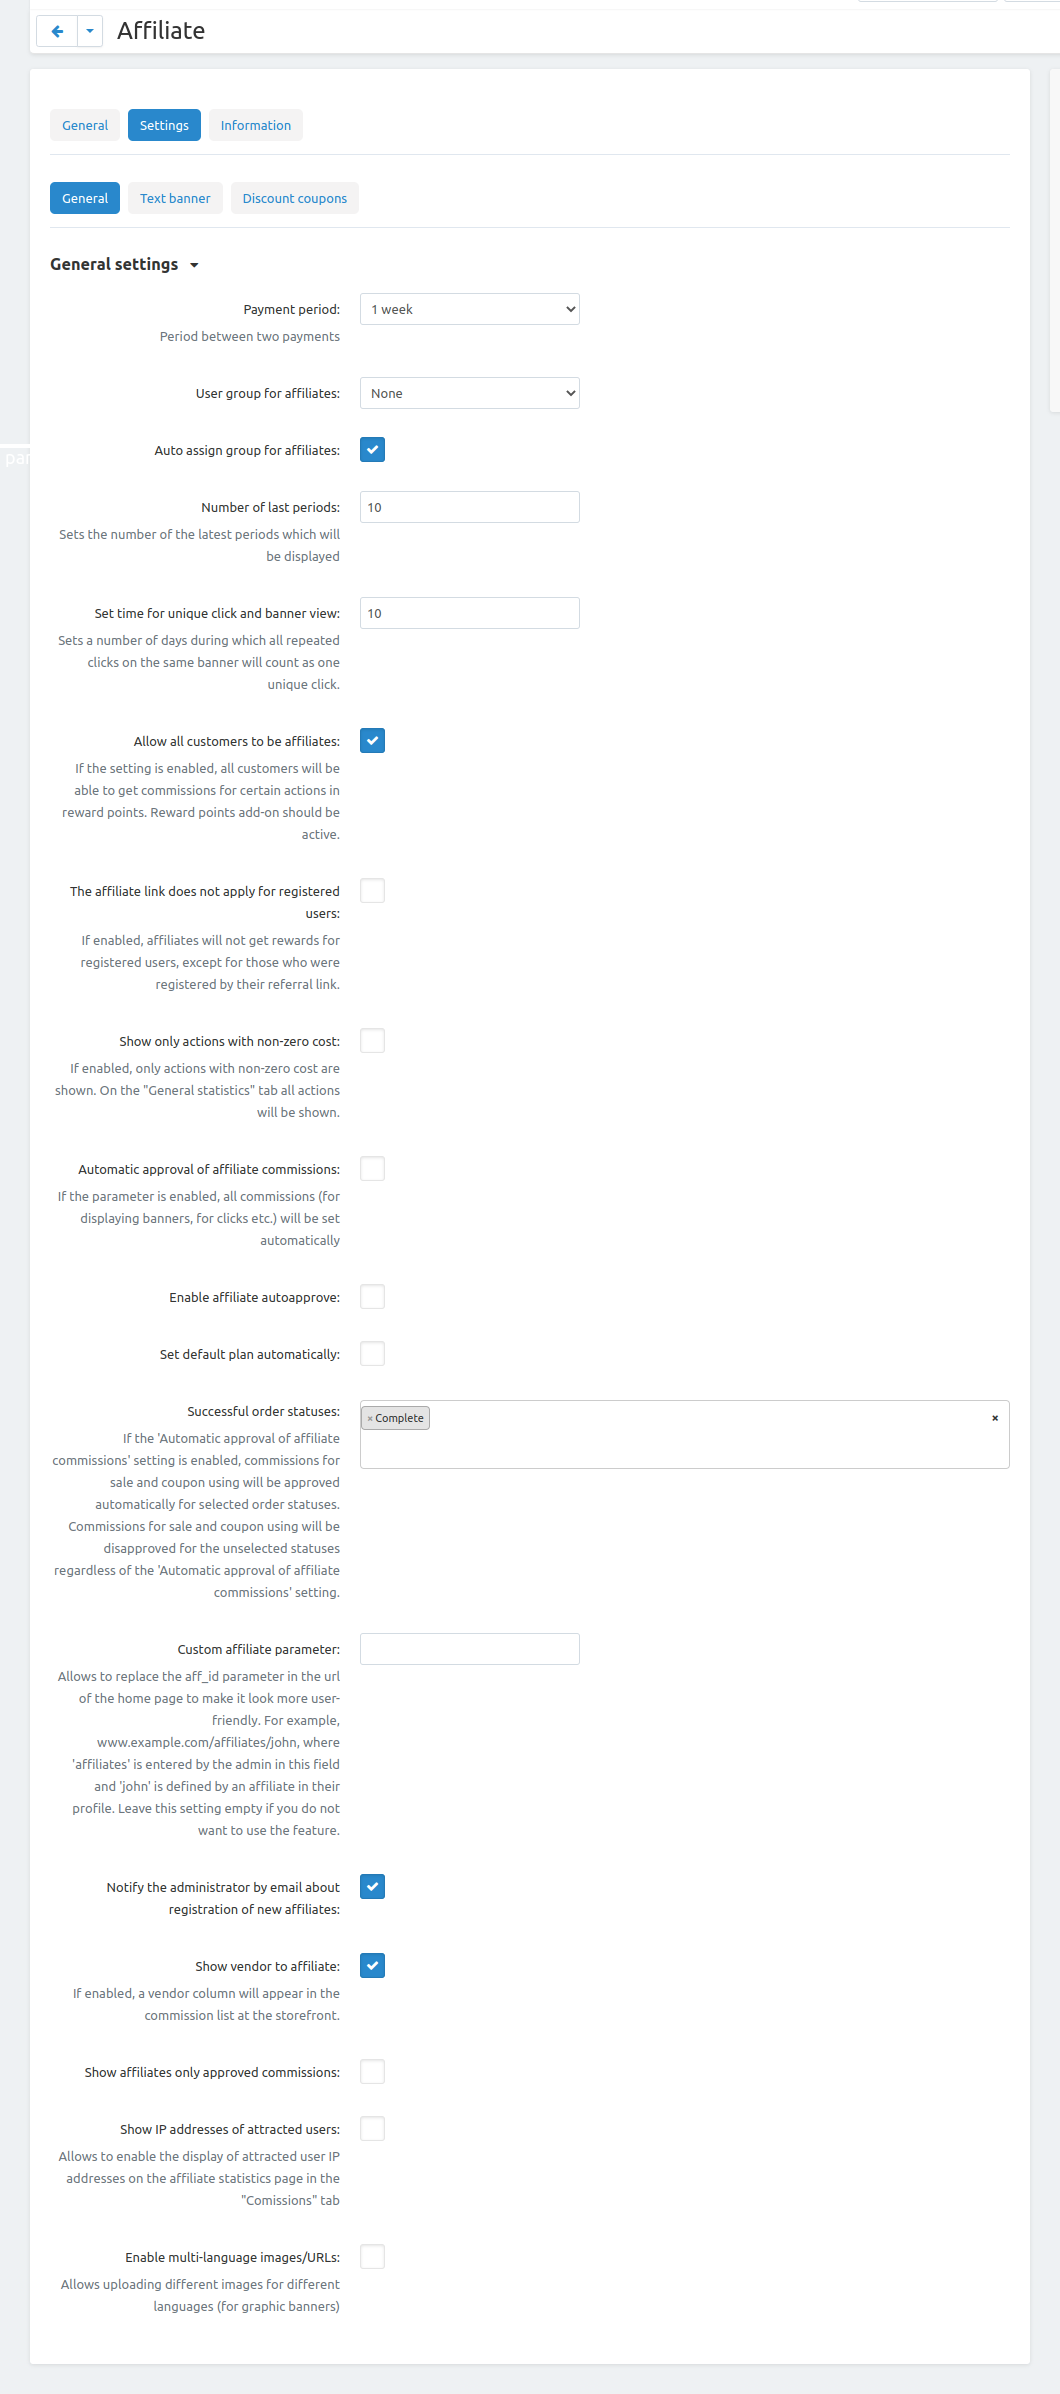 Affiliate
General Settings Information
General Text banner Discount coupons
General settings
Payment period: 1 week
Period between two payments
User group for affiliates: None
Auto assign group for affiliates:
Number of last periods: 10
Sets the number of the latest periods which will
be displayed
Set time for unique click and banner view: 10
Sets a number of days during which all repeated
clicks on the same banner will count as one
unique click.
Allow all customers to be affiliates:
If the setting is enabled, all customers will be
able to get commissions for certain actions in
reward points. Reward points add-on should be
active.
The affiliate link does not apply for registered
users:
If enabled, affiliates will not get rewards for
registered users, except for those who were
registered by their referral link.
Show only actions with non-zero cost:
If enabled, only actions with non-zero cost are
shown. On the "General statistics" tab all actions
will be shown.
Automatic approval of affiliate commissions:
If the parameter is enabled, all commissions (for
displaying banners, for clicks etc.) will be set
automatically
Enable affiliate autoapprove:
Set default plan automatically:
Successful order statuses: × Complete ×
If the 'Automatic approval of affiliate
commissions' setting is enabled, commissions for
sale and coupon using will be approved
automatically for selected order statuses.
Commissions for sale and coupon using will be
disapproved for the unselected statuses
regardless of the 'Automatic approval of affiliate
commissions' setting.
Custom affiliate parameter:
Allows to replace the aff_id parameter in the url
of the home page to make it look more user-
friendly. For example,
www.example.com/affiliates/john, where
'affiliates' is entered by the admin in this field
and 'john' is defined by an affiliate in their
profile. Leave this setting empty if you do not
want to use the feature.
Notify the administrator by email about
registration of new affiliates:
Show vendor to affiliate:
If enabled, a vendor column will appear in the
commission list at the storefront.
Show affiliates only approved commissions:
Show IP addresses of attracted users:
Allows to enable the display of attracted user IP
addresses on the affiliate statistics page in the
"Comissions" tab
Enable multi-language images/URLs:
Allows uploading different images for different
languages (for graphic banners)